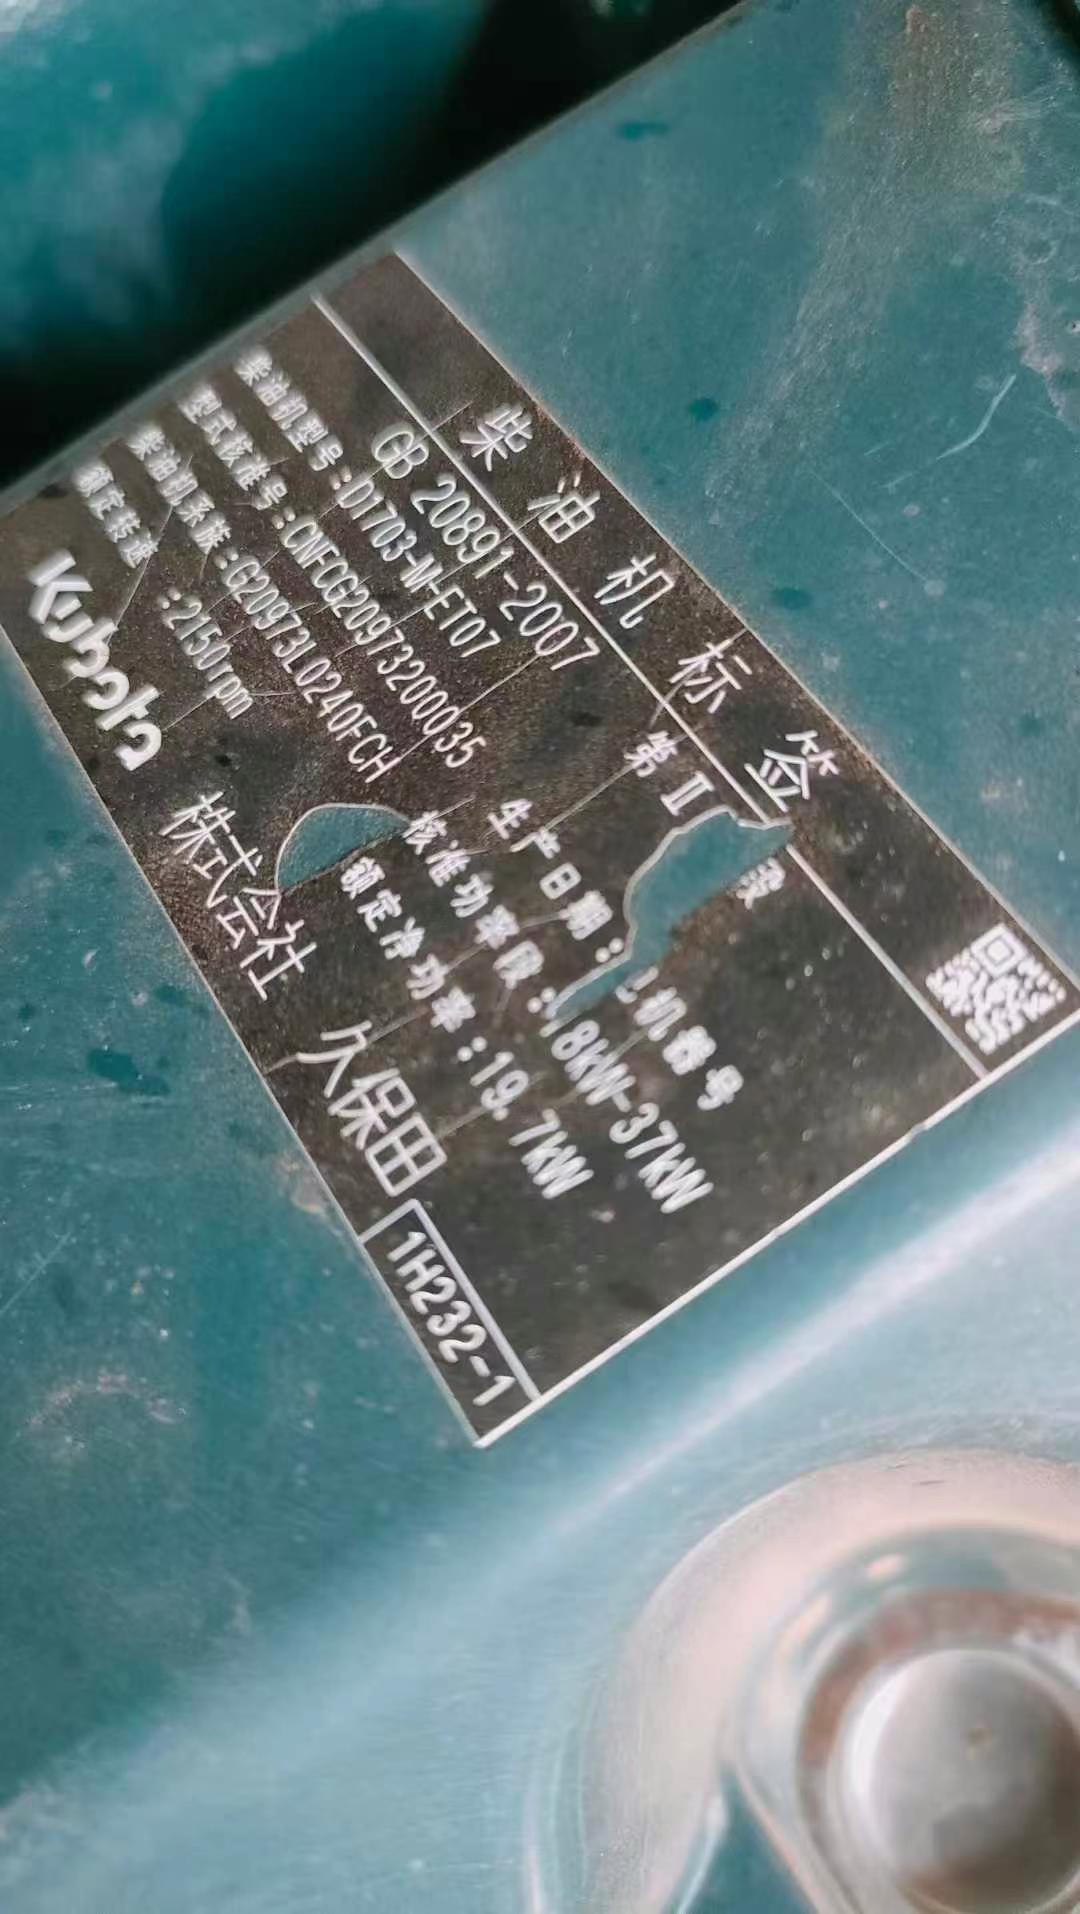 柴油机标签
GB 20891-2007 第Ⅱ
柴油机型号:D1703-M-ET07 生产日期: 机器号
型式核准号:CNFCG20973200035 核准功率段:18kW-37kW
柴油机系族:G20973L0240FCH 额定净功率:19.7kW
额定转速:2150rpm
Kubota 株式会社 久保田 1H232-1